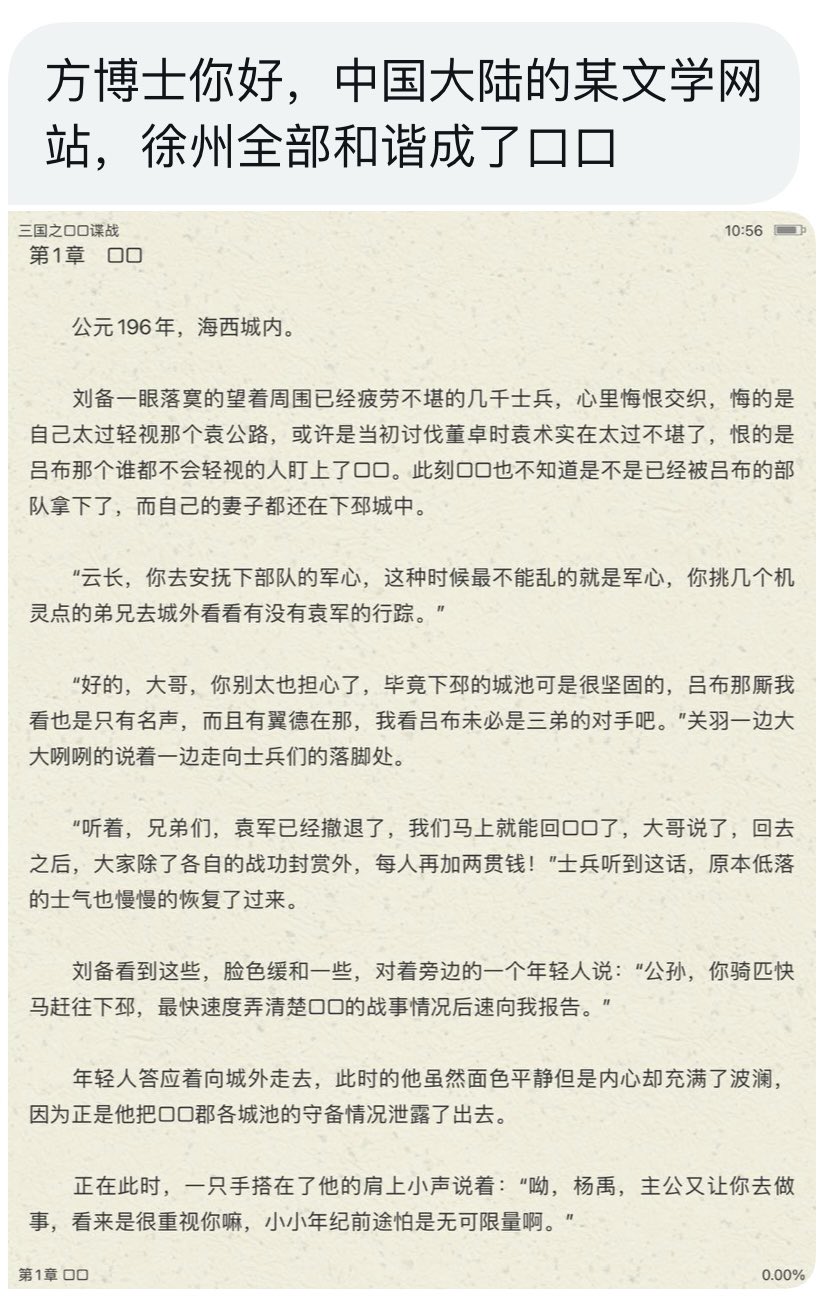 方博士你好，中国大陆的某文学网
站，徐州全部和谐成了口口
三国之口口谍战
10:56
第1章 口口
公元196年，海西城内。
刘备一眼落寞的望着周围已经疲劳不堪的几千士兵，心里悔恨交织，悔的是
自己太过轻视那个袁公路，或许是当初讨伐董卓时袁术实在太过不堪了，恨的是
吕布那个谁都不会轻视的人盯上了口口。此刻口口也不知道是不是已经被吕布的部
队拿下了，而自己的妻子都还在下邳城中。
“云长，你去安抚下部队的军心，这种时候最不能乱的就是军心，你挑几个机
灵点的弟兄去城外看看有没有袁军的行踪。”
“好的，大哥，你别太也担心了，毕竟下邳的城池可是很坚固的，吕布那厮我
看也是只有名声，而且有翼德在那，我看吕布未必是三弟的对手吧。”关羽一边大
大咧咧的说着一边走向士兵们的落脚处。
“听着，兄弟们，袁军已经撤退了，我们马上就能回口口了，大哥说了，回去
之后，大家除了各自的战功封赏外，每人再加两贯钱！”士兵听到这话，原本低落
的士气也慢慢的恢复了过来。
刘备看到这些，脸色缓和一些，对着旁边的一个年轻人说：“公孙，你骑匹快
马赶往下邳，最快速度弄清楚口口的战事情况后速向我报告。”
年轻人答应着向城外走去，此时的他虽然面色平静但是内心却充满了波澜，
因为正是他把口口郡各城池的守备情况泄露了出去。
正在此时，一只手搭在了他的肩上小声说着：“呦，杨禹，主公又让你去做
事，看来是很重视你嘛，小小年纪前途怕是无可限量啊。”
第1章 口口
0.00%